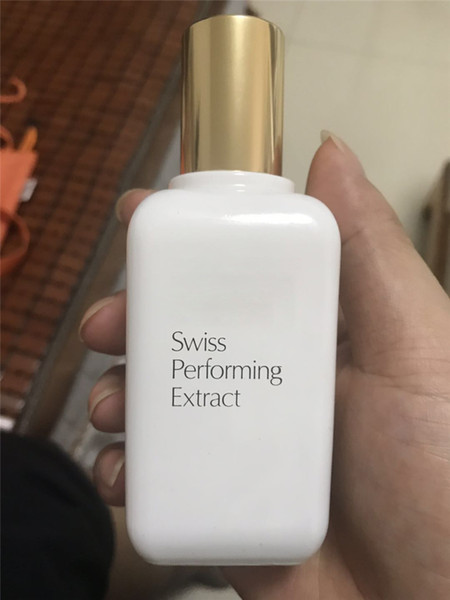 Swiss
Performing
Extract